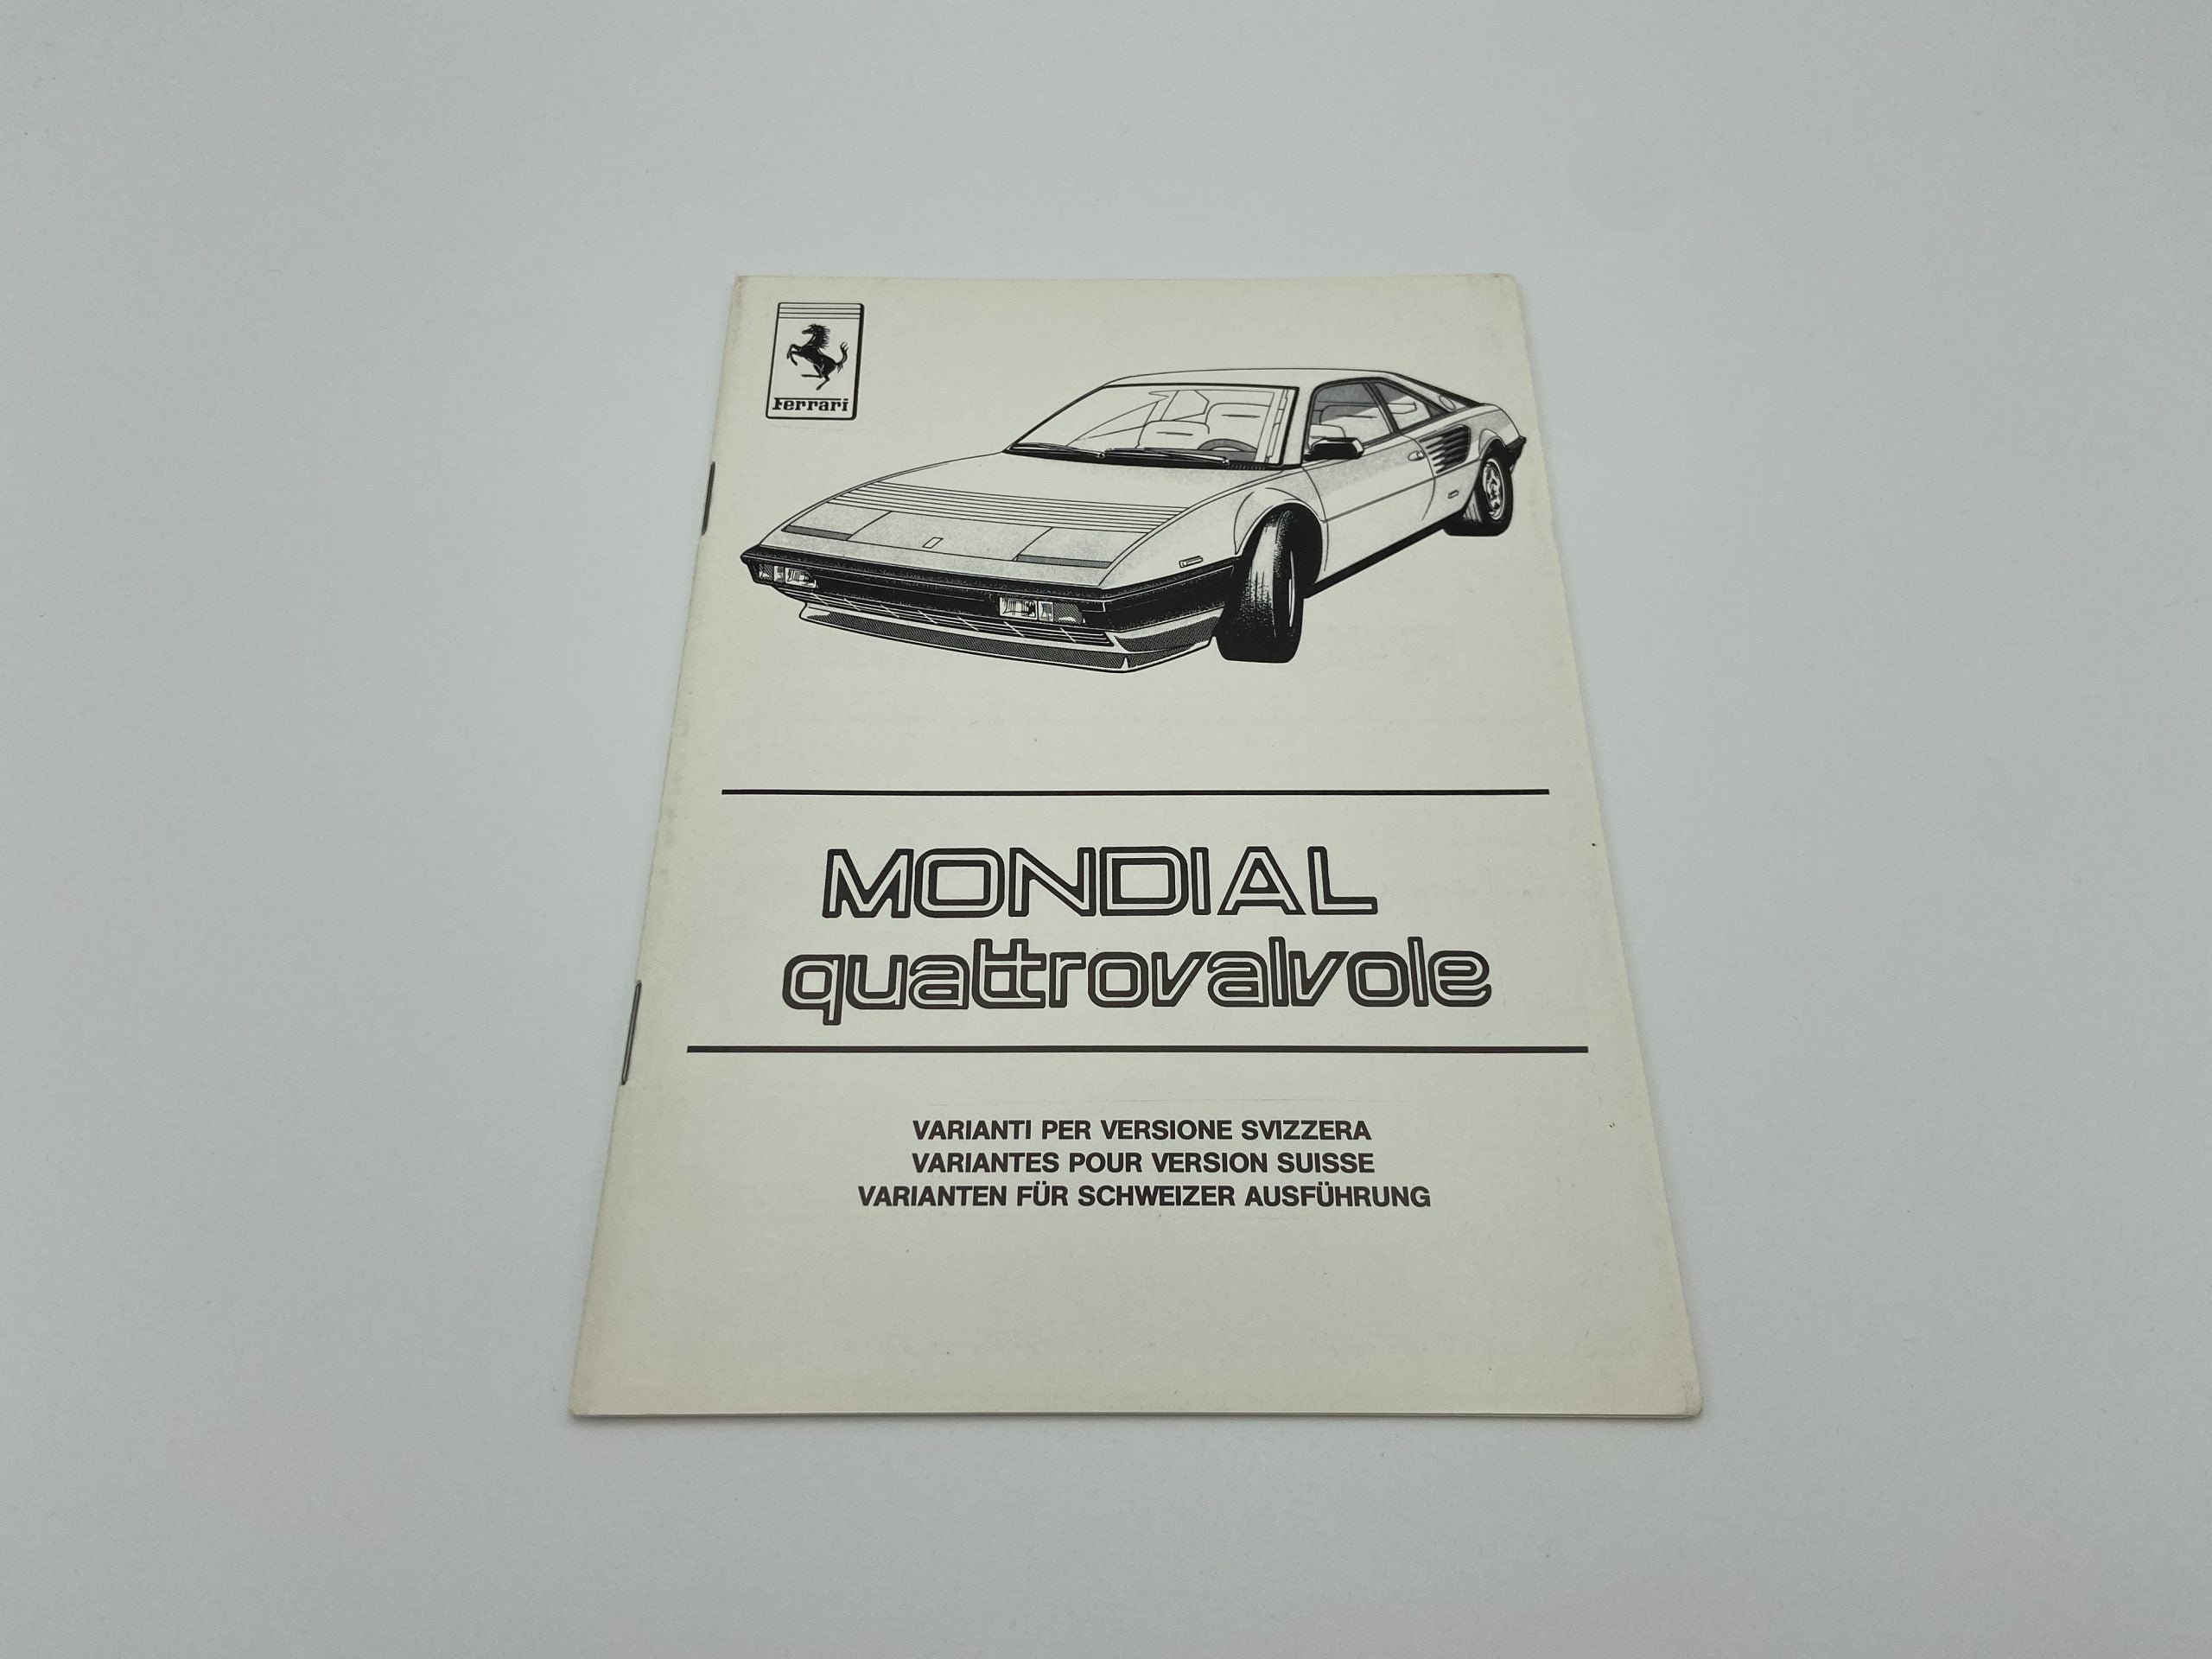 Ferrari
MONDIAL
quattrovalvole
VARIANTI PER VERSIONE SVIZZERA
VARIANTES POUR VERSION SUISSE
VARIANTEN FÜR SCHWEIZER AUSFÜHRUNG